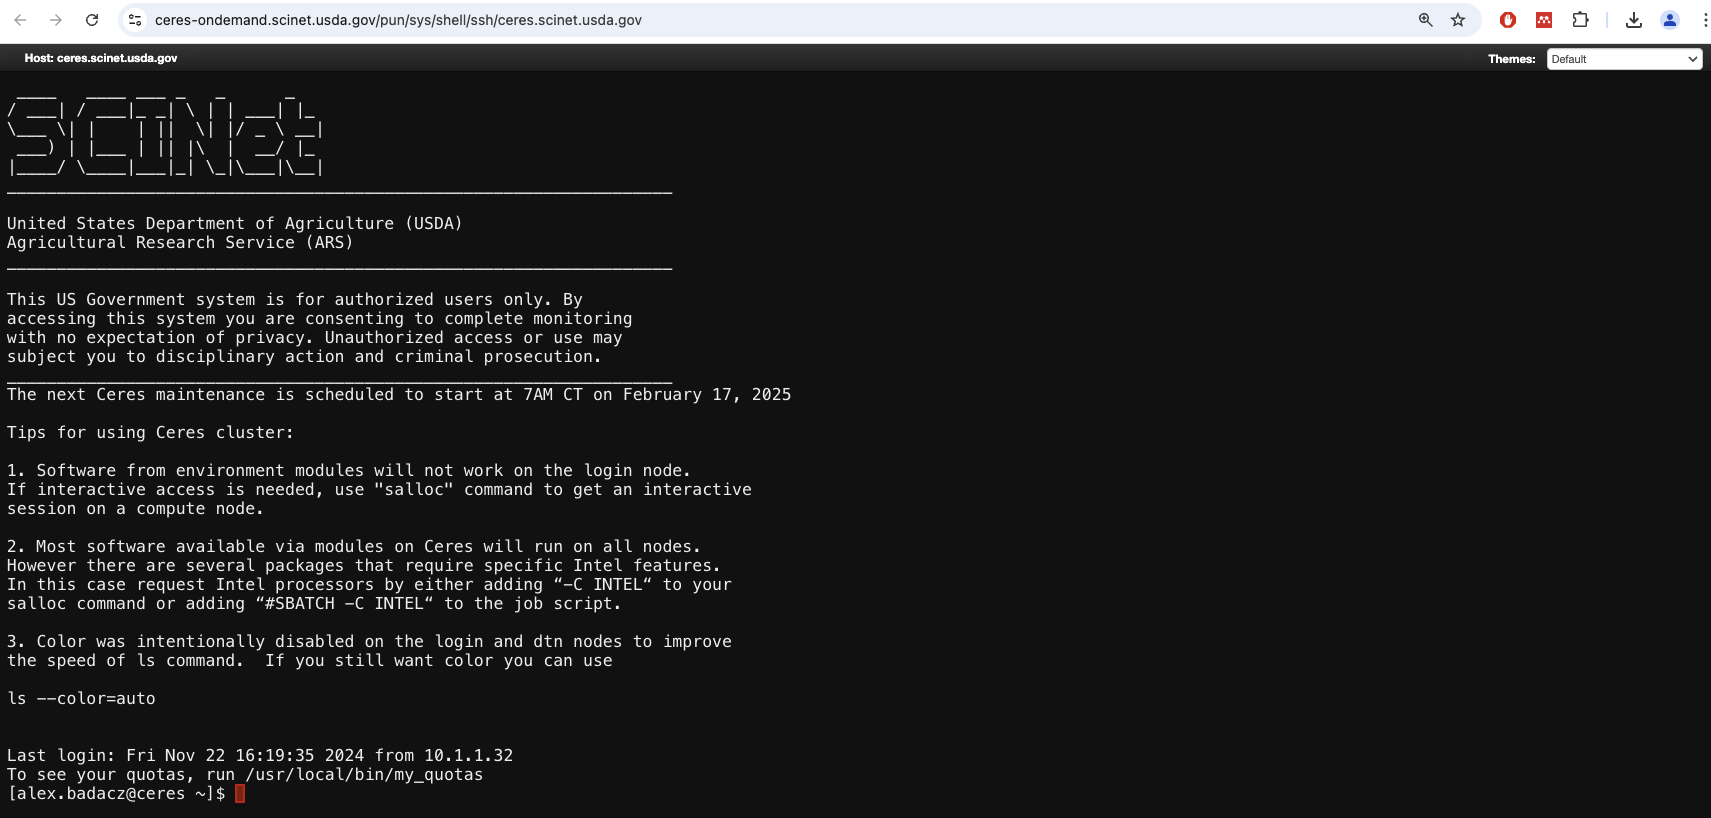 ceres-ondemand.scinet.usda.gov/pun/sys/shell/ssh/ceres.scinet.usda.gov
Host: ceres.scinet.usda.gov
Themes: Default
SCINet
United States Department of Agriculture (USDA)
Agricultural Research Service (ARS)
This US Government system is for authorized users only. By
accessing this system you are consenting to complete monitoring
with no expectation of privacy. Unauthorized access or use may
subject you to disciplinary action and criminal prosecution.
The next Ceres maintenance is scheduled to start at 7AM CT on February 17, 2025
Tips for using Ceres cluster:
1. Software from environment modules will not work on the login node.
If interactive access is needed, use "salloc" command to get an interactive
session on a compute node.
2. Most software available via modules on Ceres will run on all nodes.
However there are several packages that require specific Intel features.
In this case request Intel processors by either adding “-C INTEL“ to your
salloc command or adding “#SBATCH -C INTEL“ to the job script.
3. Color was intentionally disabled on the login and dtn nodes to improve
the speed of ls command.  If you still want color you can use
ls --color=auto
Last login: Fri Nov 22 16:19:35 2024 from 10.1.1.32
To see your quotas, run /usr/local/bin/my_quotas
[alex.badacz@ceres ~]$